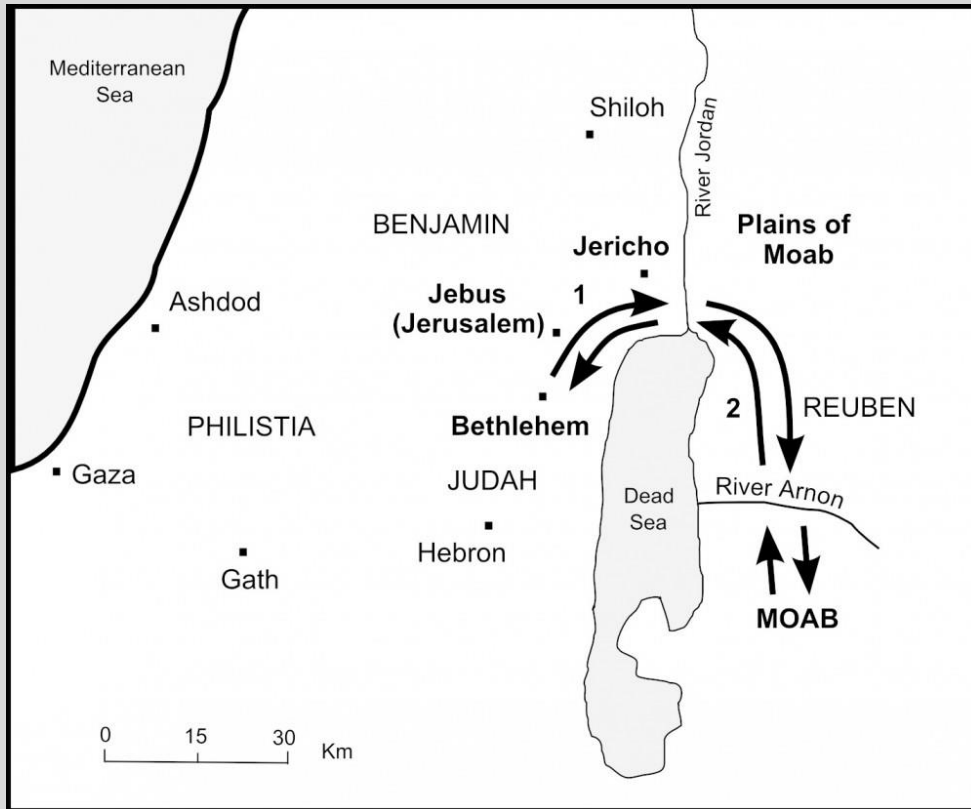 Mediterranean
Sea
Shiloh
River Jordan
BENJAMIN
Plains of
Moab
Jericho
1
Jebus
(Jerusalem)
Ashdod
2
REUBEN
Bethlehem
PHILISTIA
JUDAH
Gaza
River Arnon
Dead
Sea
Hebron
Gath
MOAB
0 15 30 Km